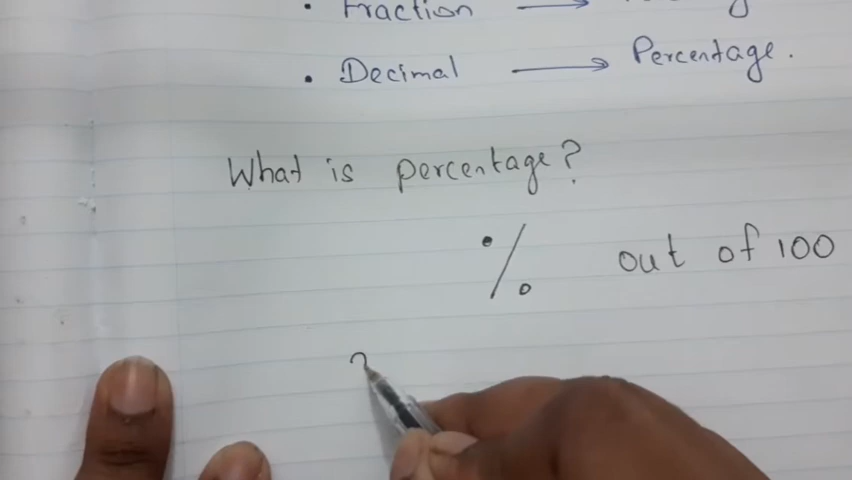 • Fraction →
• Decimal → Percentage.
What is percentage?
% out of 100